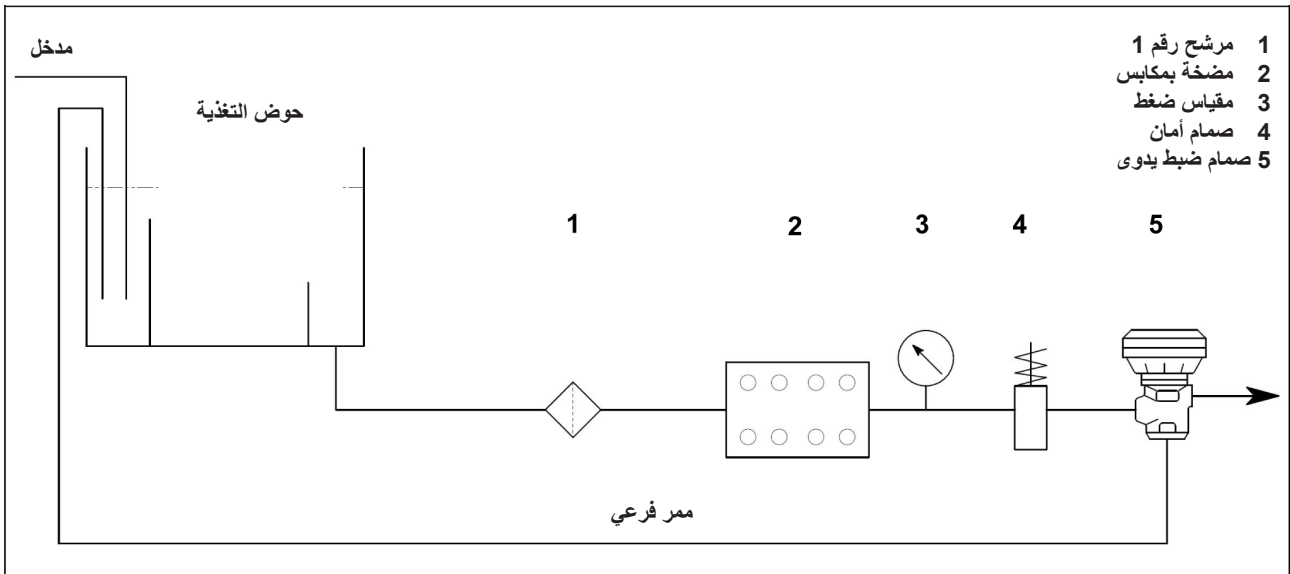 1 مرشح رقم 1
2 مضخة بمكابس
3 مقياس ضغط
4 صمام أمان
5 صمام ضبط يدوى
مدخل
حوض التغذية
1
2
3
4
5
ممر فرعي